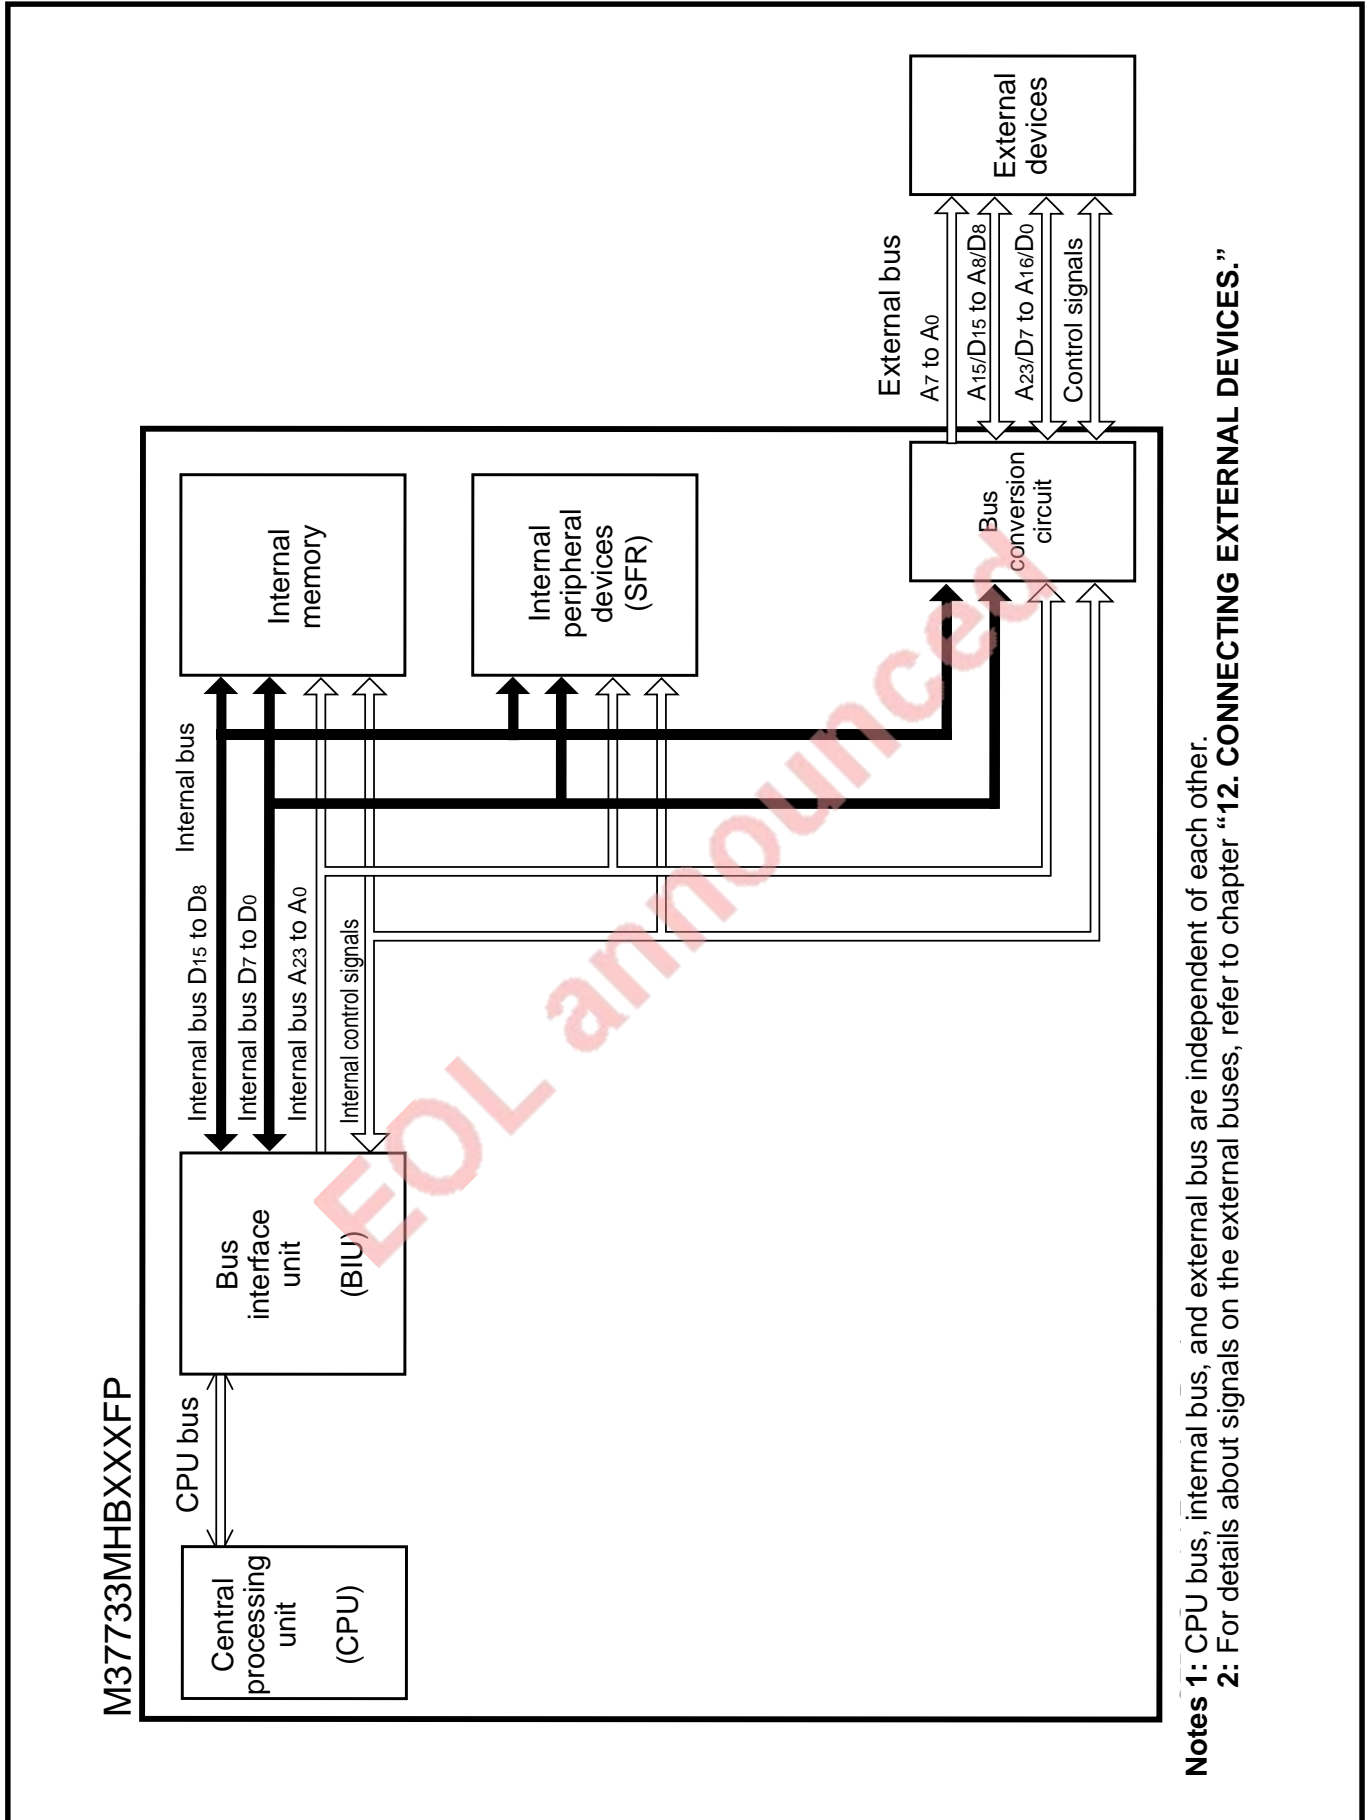 M37733MHBXXXFP
Central
processing
unit
(CPU)
CPU bus
Bus
interface
unit
(BIU)
Internal bus
Internal bus D15 to D8
Internal bus D7 to D0
Internal bus A23 to A0
Internal control signals
Internal
memory
Internal
peripheral
devices
(SFR)
Bus
conversion
circuit
External bus
A7 to A0
A15/D15 to A8/D8
A23/D7 to A16/D0
Control signals
External
devices
Notes 1: CPU bus, internal bus, and external bus are independent of each other.
2: For details about signals on the external buses, refer to chapter “12. CONNECTING EXTERNAL DEVICES.”
EOL announced